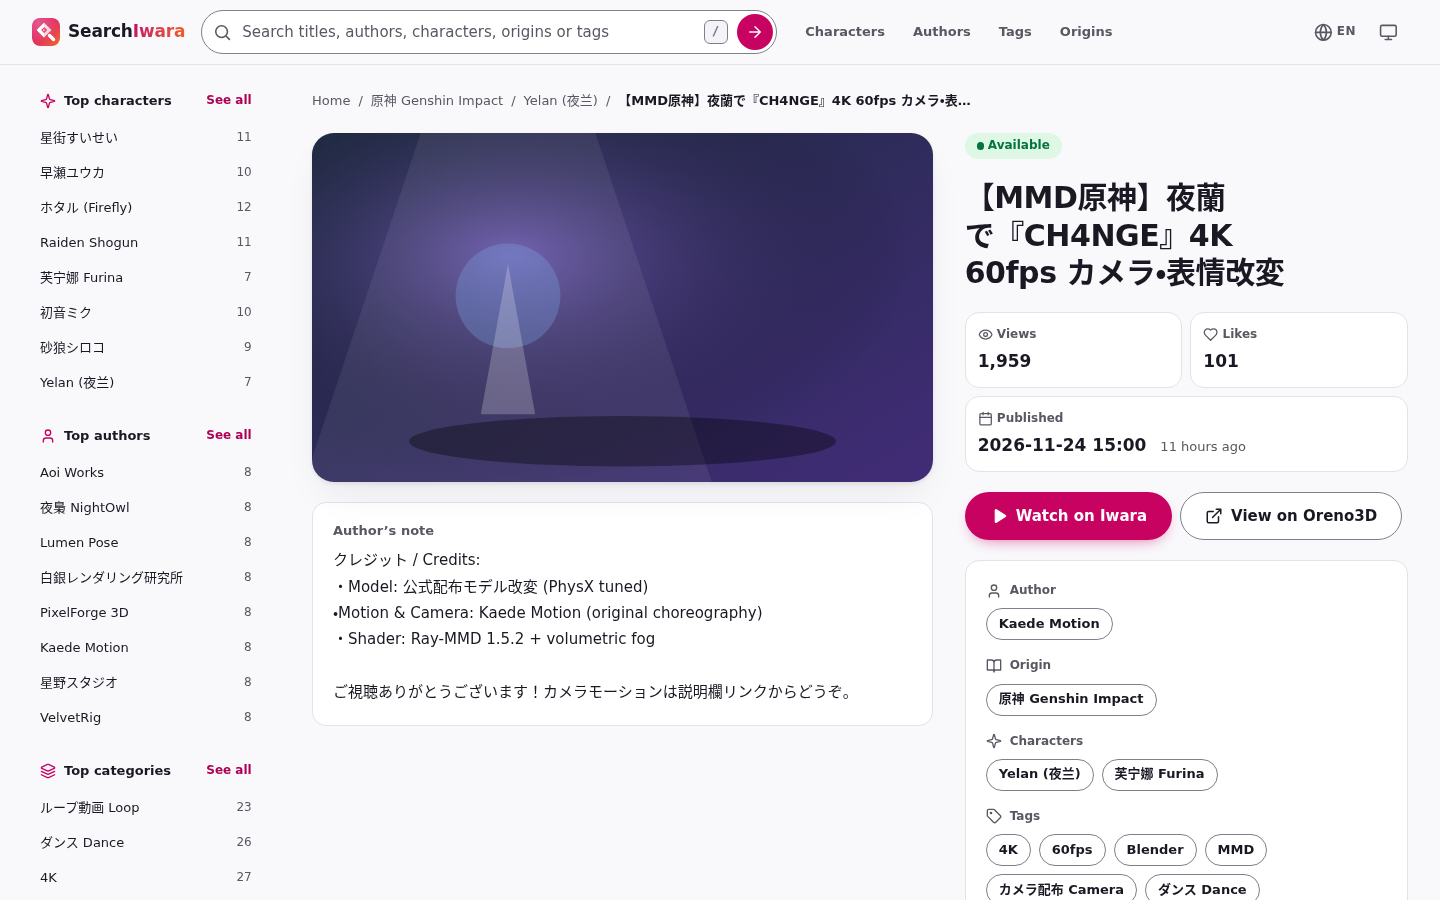 SearchIwara
Search titles, authors, characters, origins or tags
/
Characters
Authors
Tags
Origins
EN
Top characters
See all
星街すいせい 11
早瀬ユウカ 10
ホタル (Firefly) 12
Raiden Shogun 11
芙宁娜 Furina 7
初音ミク 10
砂狼シロコ 9
Yelan (夜兰) 7
Top authors
See all
Aoi Works 8
夜梟 NightOwl 8
Lumen Pose 8
白銀レンダリング研究所 8
PixelForge 3D 8
Kaede Motion 8
星野スタジオ 8
VelvetRig 8
Top categories
See all
ループ動画 Loop 23
ダンス Dance 26
4K 27
Home / 原神 Genshin Impact / Yelan (夜兰) / 【MMD原神】夜蘭で『CH4NGE』4K 60fps カメラ・表…
Author’s note
クレジット / Credits:
・Model: 公式配布モデル改変 (PhysX tuned)
・Motion & Camera: Kaede Motion (original choreography)
・Shader: Ray-MMD 1.5.2 + volumetric fog
ご視聴ありがとうございます！カメラモーションは説明欄リンクからどうぞ。
Available
【MMD原神】夜蘭
で『CH4NGE』4K
60fps カメラ・表情改変
Views
1,959
Likes
101
Published
2026-11-24 15:00 11 hours ago
Watch on Iwara
View on Oreno3D
Author
Kaede Motion
Origin
原神 Genshin Impact
Characters
Yelan (夜兰)
芙宁娜 Furina
Tags
4K
60fps
Blender
MMD
カメラ配布 Camera
ダンス Dance